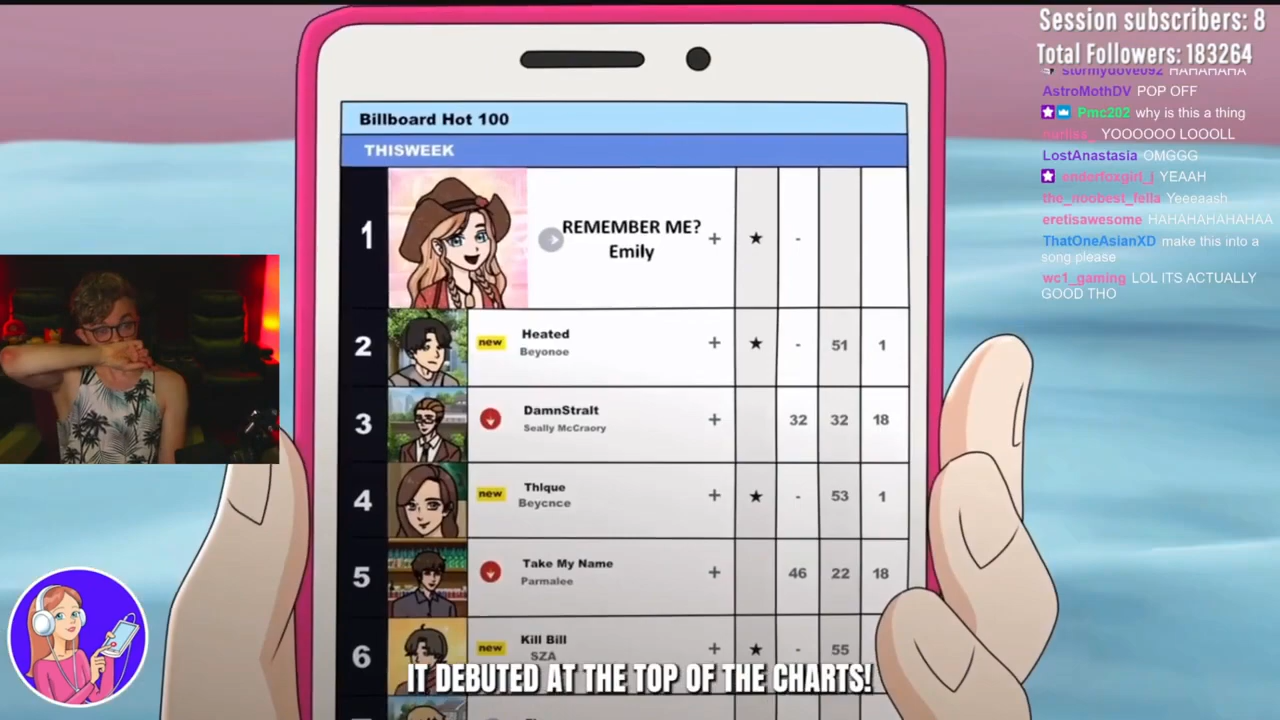 Session subscribers: 8
Total Followers: 183264
stormydove092 HAHAHAHA
AstroMothDV POP OFF
Pmc202 why is this a thing
YOOOOOO LOOOLL
LostAnastasia OMGGG
enderfoxgirl_j YEAAH
the_noobest_fella Yeeeaash
eretisawesome HAHAHAHAHAHAA
ThatOneAsianXD make this into a
song please
wc1_gaming LOL ITS ACTUALLY
GOOD THO
Billboard Hot 100
THISWEEK
1 REMEMBER ME? + ★ -
Emily
2 new Heated + ★ - 51 1
Beyonoe
3 DamnStraIt + 32 32 18
Seally McCraory
4 new ThIque + ★ - 53 1
Beycnce
5 Take My Name + 46 22 18
Parmalee
6 new Kill Bill + ★ - 55
SZA
IT DEBUTED AT THE TOP OF THE CHARTS!